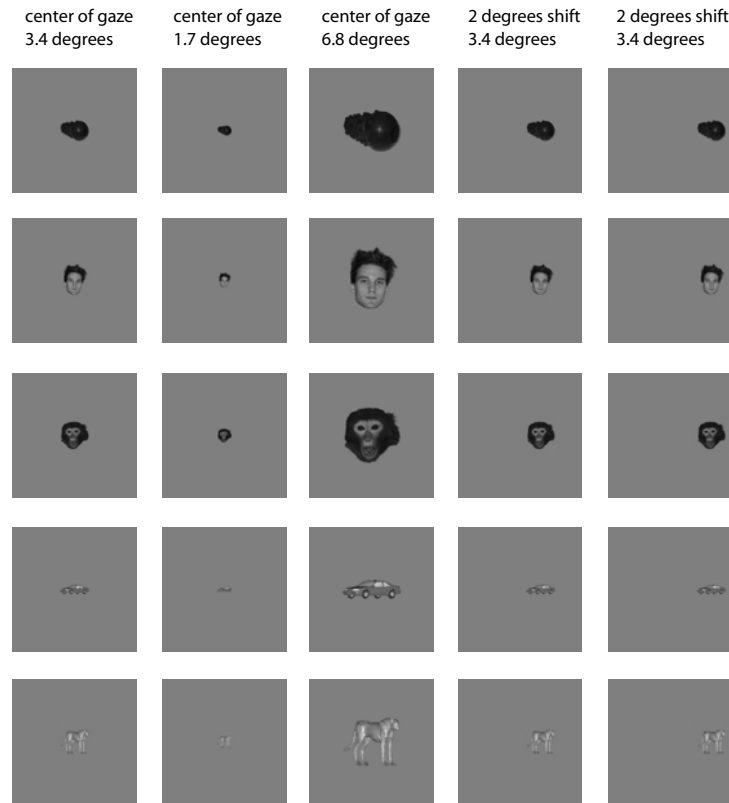 center of gaze
3.4 degrees
center of gaze
1.7 degrees
center of gaze
6.8 degrees
2 degrees shift
3.4 degrees
2 degrees shift
3.4 degrees